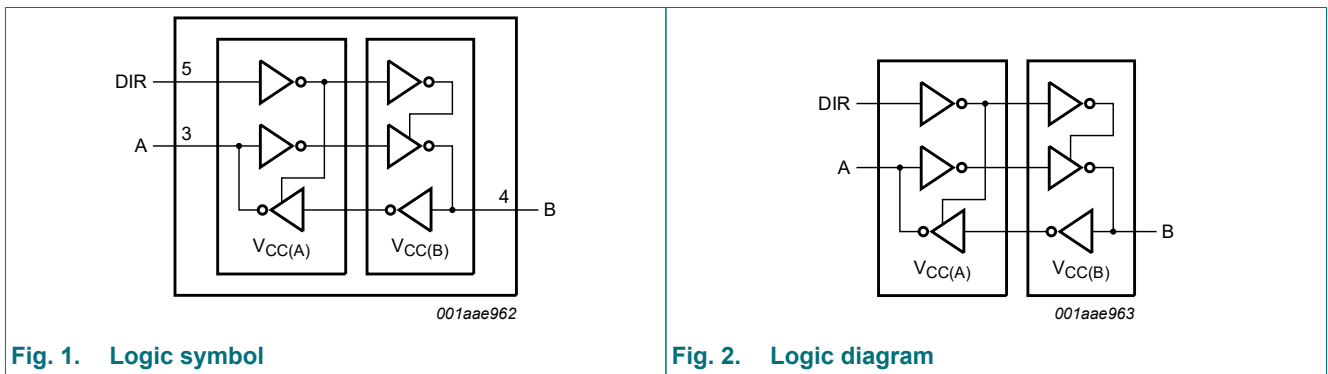 DIR
5
A
3
4
B
VCC(A)
VCC(B)
001aae962
Fig. 1. Logic symbol
DIR
A
B
VCC(A)
VCC(B)
001aae963
Fig. 2. Logic diagram